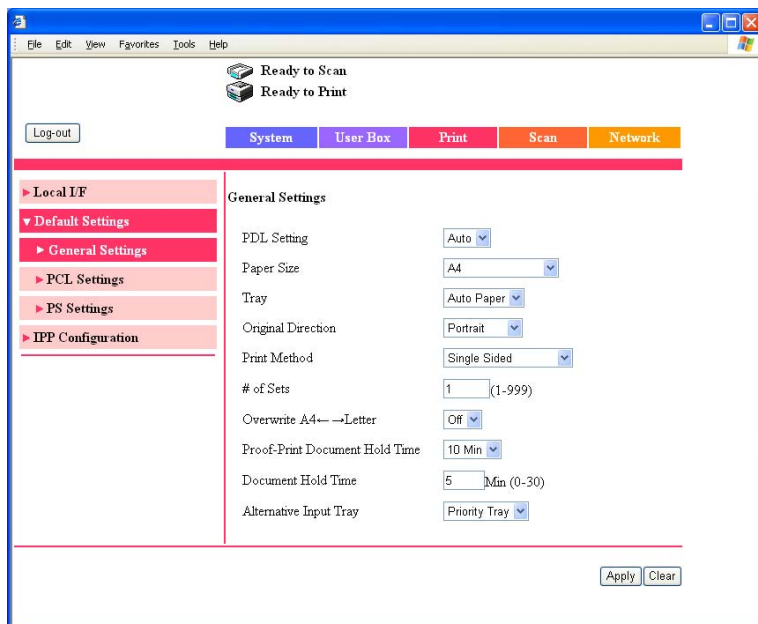 File Edit View Favorites Tools Help
Ready to Scan
Ready to Print
Log-out
System User Box Print Scan Network
Local I/F
Default Settings
General Settings
PCL Settings
PS Settings
IPP Configuration
General Settings
PDL Setting Auto
Paper Size A4
Tray Auto Paper
Original Direction Portrait
Print Method Single Sided
# of Sets 1 (1-999)
Overwrite A4←→Letter Off
Proof-Print Document Hold Time 10 Min
Document Hold Time 5 Min (0-30)
Alternative Input Tray Priority Tray
Apply Clear